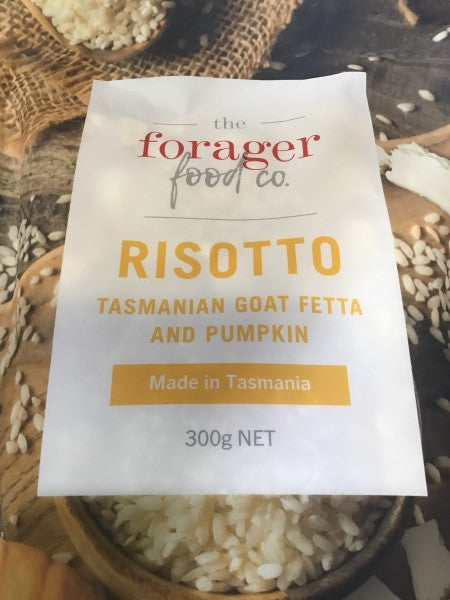 the
forager
food co.
RISOTTO
TASMANIAN GOAT FETTA
AND PUMPKIN
Made in Tasmania
300g NET